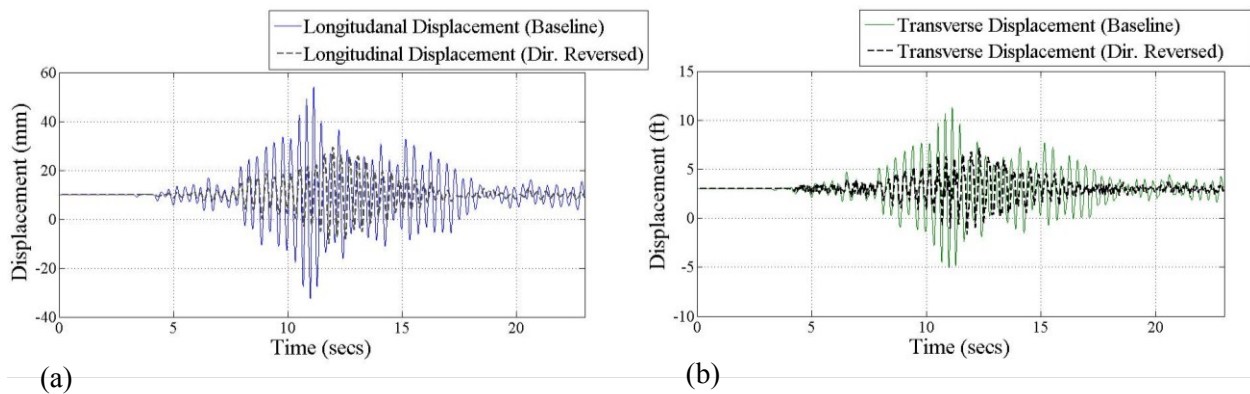 Longitudanal Displacement (Baseline)
Longitudinal Displacement (Dir. Reversed)
60
40
20
0
-20
-40
Displacement (mm)
0
5
10
15
20
Time (secs)
(a)
Transverse Displacement (Baseline)
Transverse Displacement (Dir. Reversed)
15
10
5
0
-5
-10
Displacement (ft)
0
5
10
15
20
Time (secs)
(b)